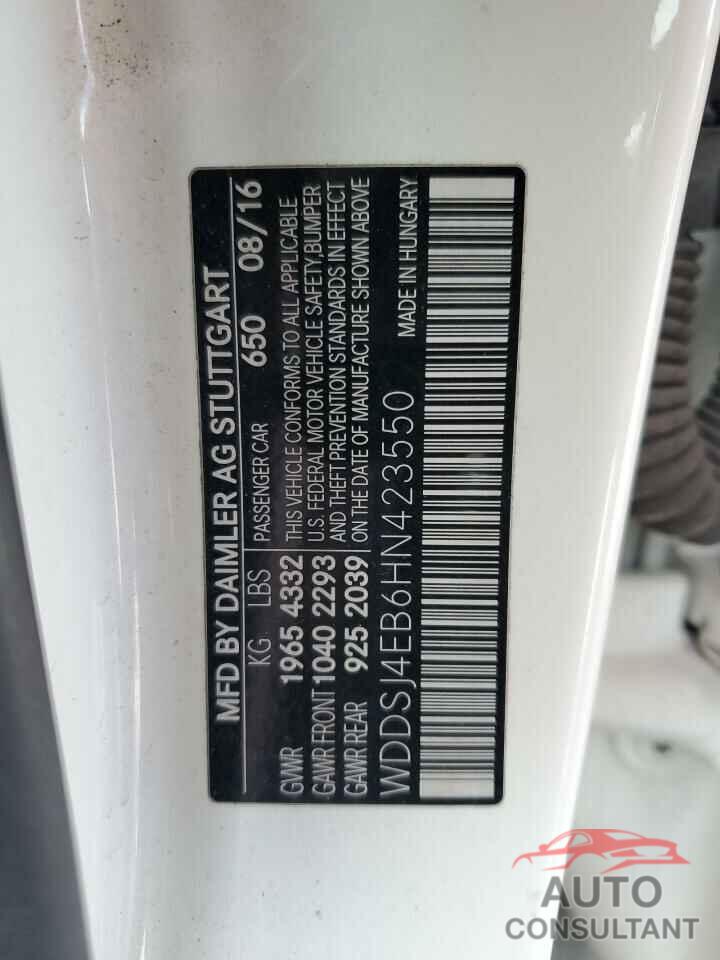 MFD BY DAIMLER AG STUTTGART
KG LBS PASSENGER CAR 650 08/16
GVWR 1965 4332 THIS VEHICLE CONFORMS TO ALL APPLICABLE
GAWR FRONT 1040 2293 U.S. FEDERAL MOTOR VEHICLE SAFETY,BUMPER
GAWR REAR 925 2039 AND THEFT PREVENTION STANDARDS IN EFFECT
ON THE DATE OF MANUFACTURE SHOWN ABOVE
WDDSJ4EB6HN423550 MADE IN HUNGARY
AUTO
CONSULTANT